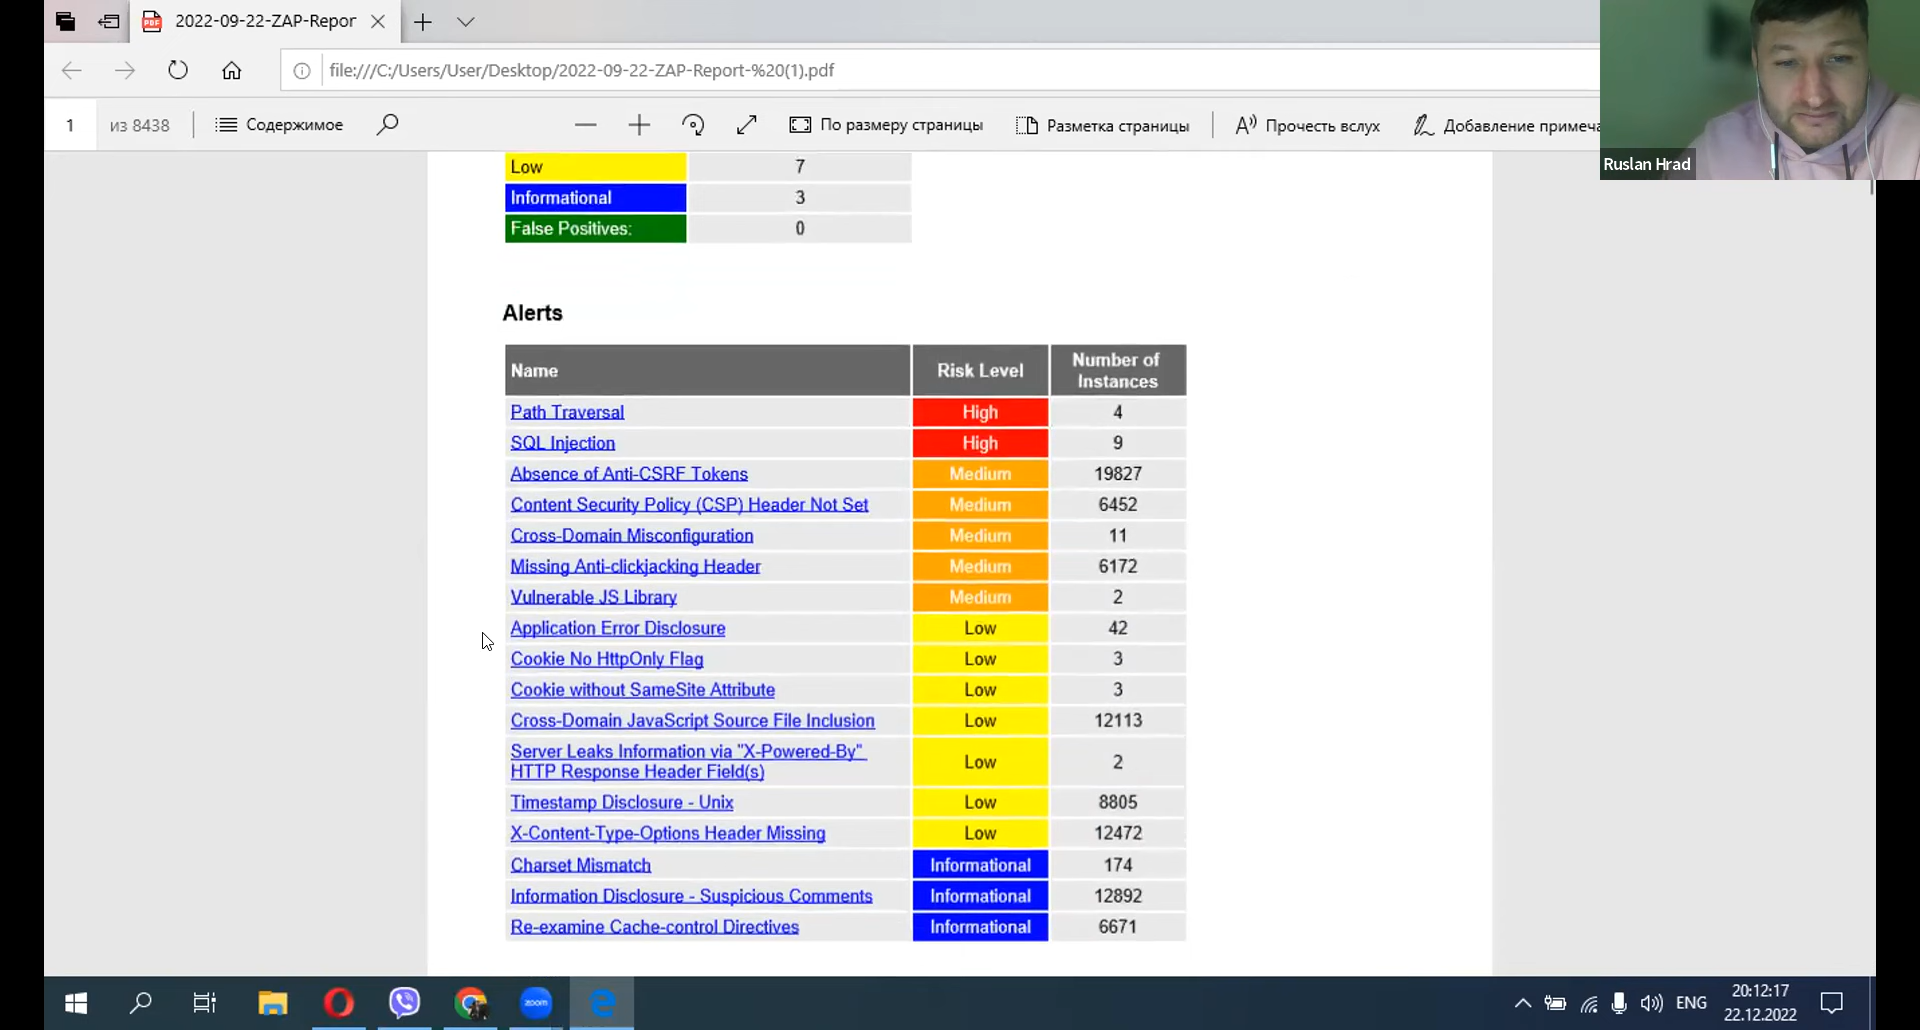 2022-09-22-ZAP-Repor
file:///C:/Users/User/Desktop/2022-09-22-ZAP-Report-%20(1).pdf
1 из 8438 Содержимое По размеру страницы Разметка страницы Прочесть вслух Добавление примеча
Ruslan Hrad
Low 7
Informational 3
False Positives: 0
Alerts
Name Risk Level Number of
Instances
Path Traversal High 4
SQL Injection High 9
Absence of Anti-CSRF Tokens Medium 19827
Content Security Policy (CSP) Header Not Set Medium 6452
Cross-Domain Misconfiguration Medium 11
Missing Anti-clickjacking Header Medium 6172
Vulnerable JS Library Medium 2
Application Error Disclosure Low 42
Cookie No HttpOnly Flag Low 3
Cookie without SameSite Attribute Low 3
Cross-Domain JavaScript Source File Inclusion Low 12113
Server Leaks Information via "X-Powered-By"
HTTP Response Header Field(s) Low 2
Timestamp Disclosure - Unix Low 8805
X-Content-Type-Options Header Missing Low 12472
Charset Mismatch Informational 174
Information Disclosure - Suspicious Comments Informational 12892
Re-examine Cache-control Directives Informational 6671
zoom
ENG
20:12:17
22.12.2022